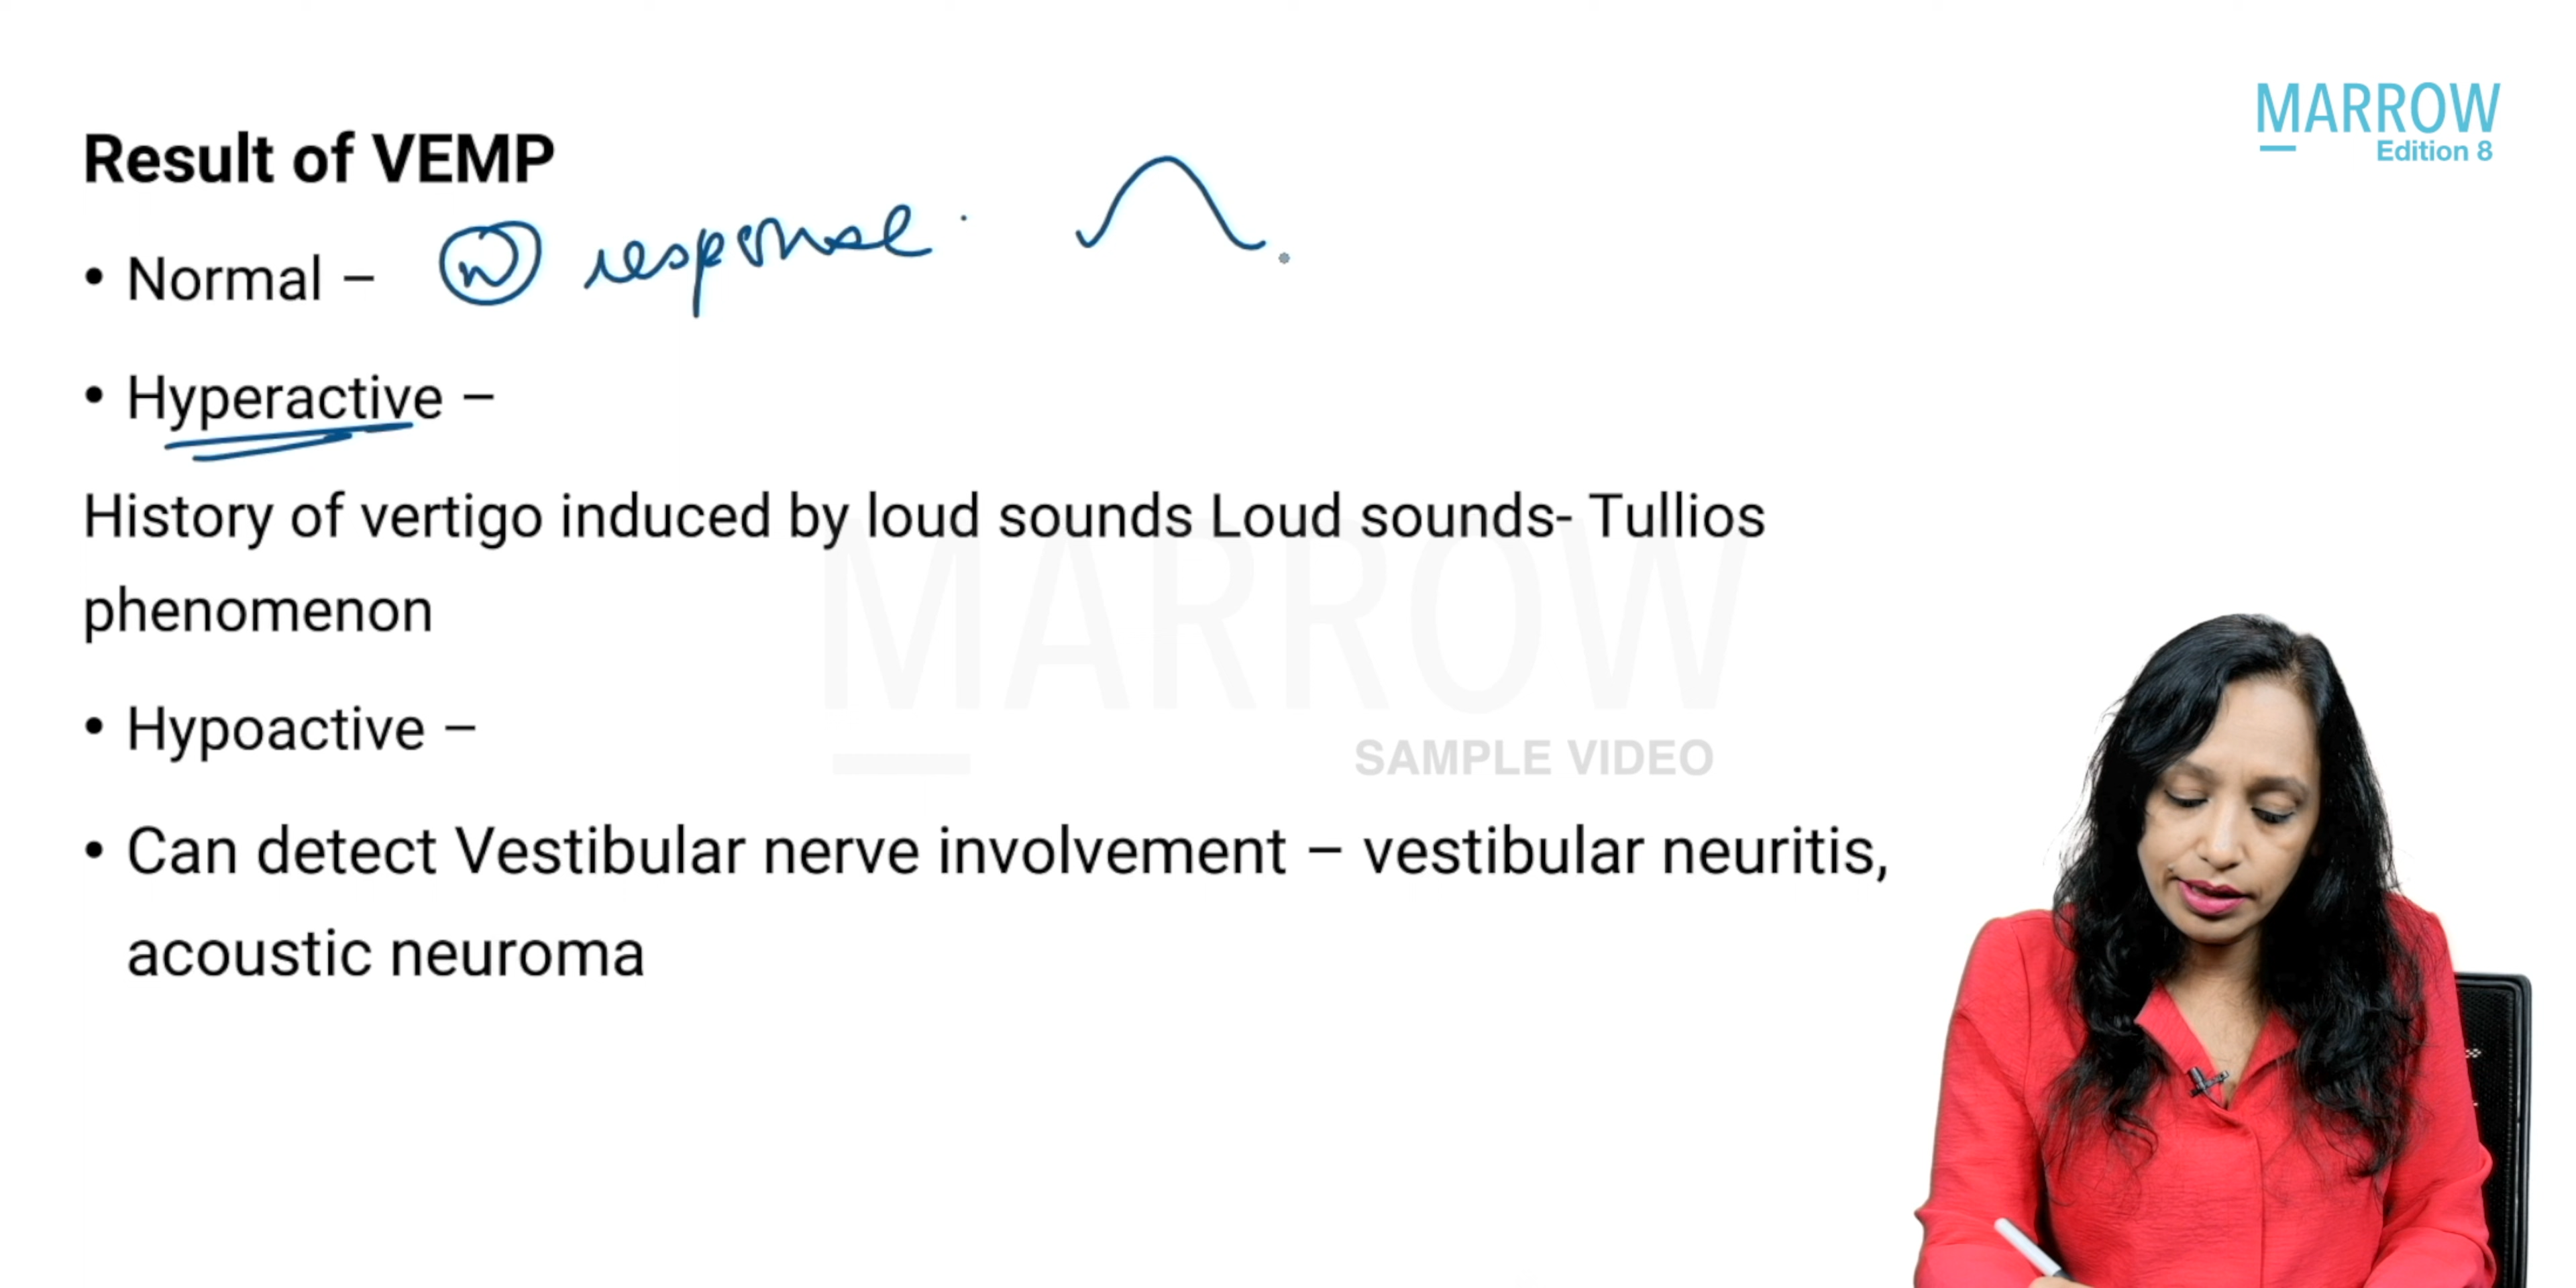 MARROW
Edition 8
Result of VEMP
• Normal – N response
• Hyperactive –
History of vertigo induced by loud sounds Loud sounds- Tullios
phenomenon
• Hypoactive –
• Can detect Vestibular nerve involvement – vestibular neuritis,
acoustic neuroma
MARROW
SAMPLE VIDEO